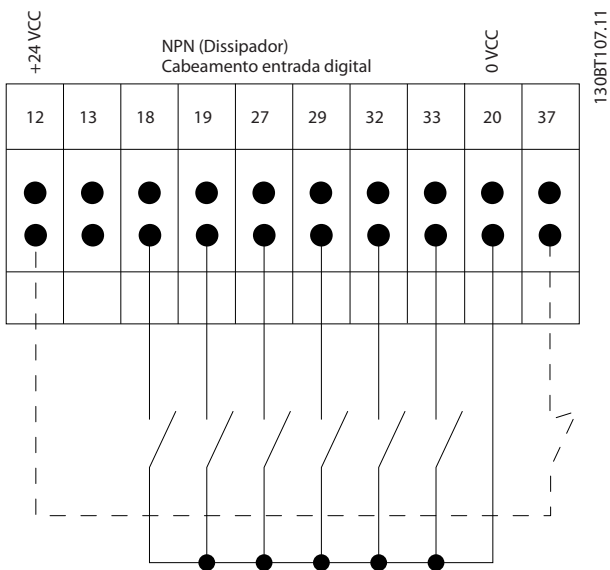 +24 VCC
NPN (Dissipador)
Cabeamento entrada digital
0 VCC
130BT107.11
12 13 18 19 27 29 32 33 20 37